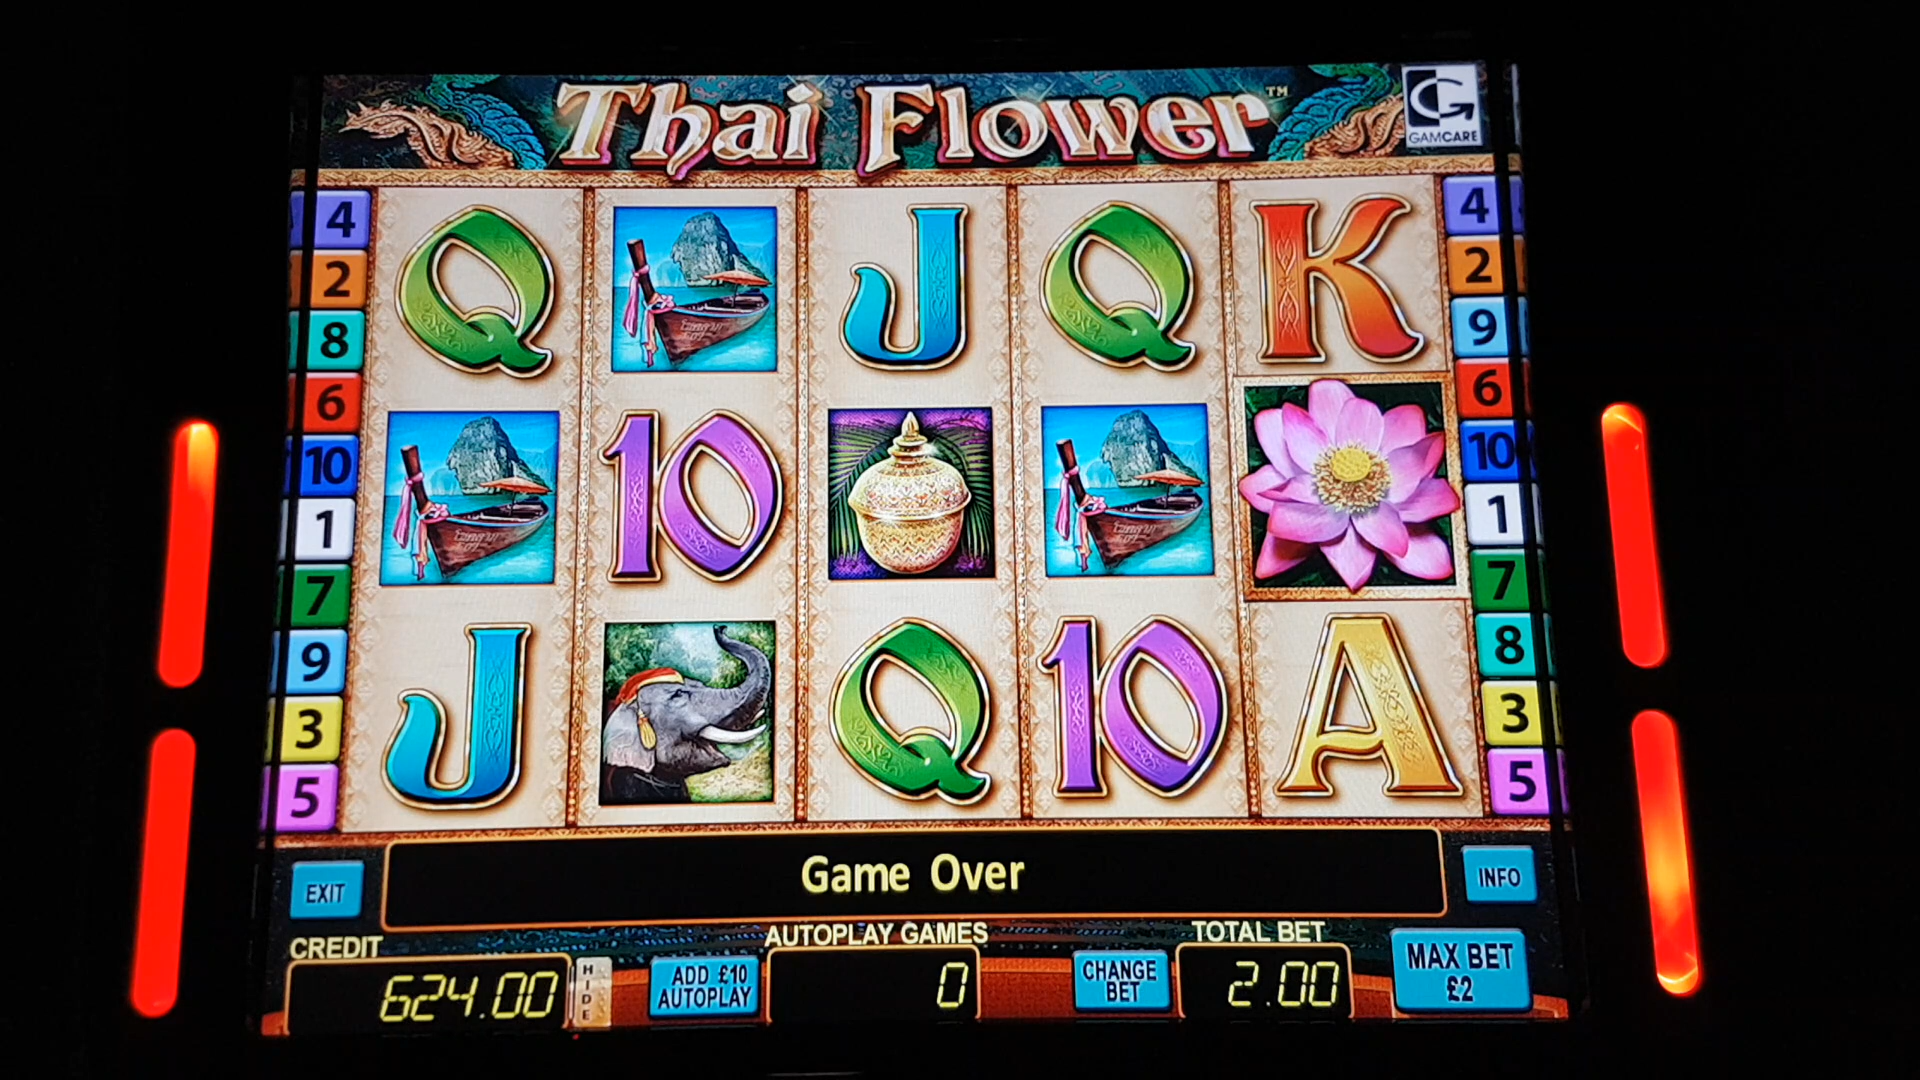 Thai Flower™
GAMCARE
4 Q J Q K 4
2 2
8 9
6 6
10 10 10
1 1
7 7
9 J Q 10 A 8
3 3
5 5
Game Over
EXIT
INFO
CREDIT
AUTOPLAY GAMES
TOTAL BET
624.00
HIDE
ADD £10
AUTOPLAY
0
CHANGE
BET
2.00
MAX BET
£2